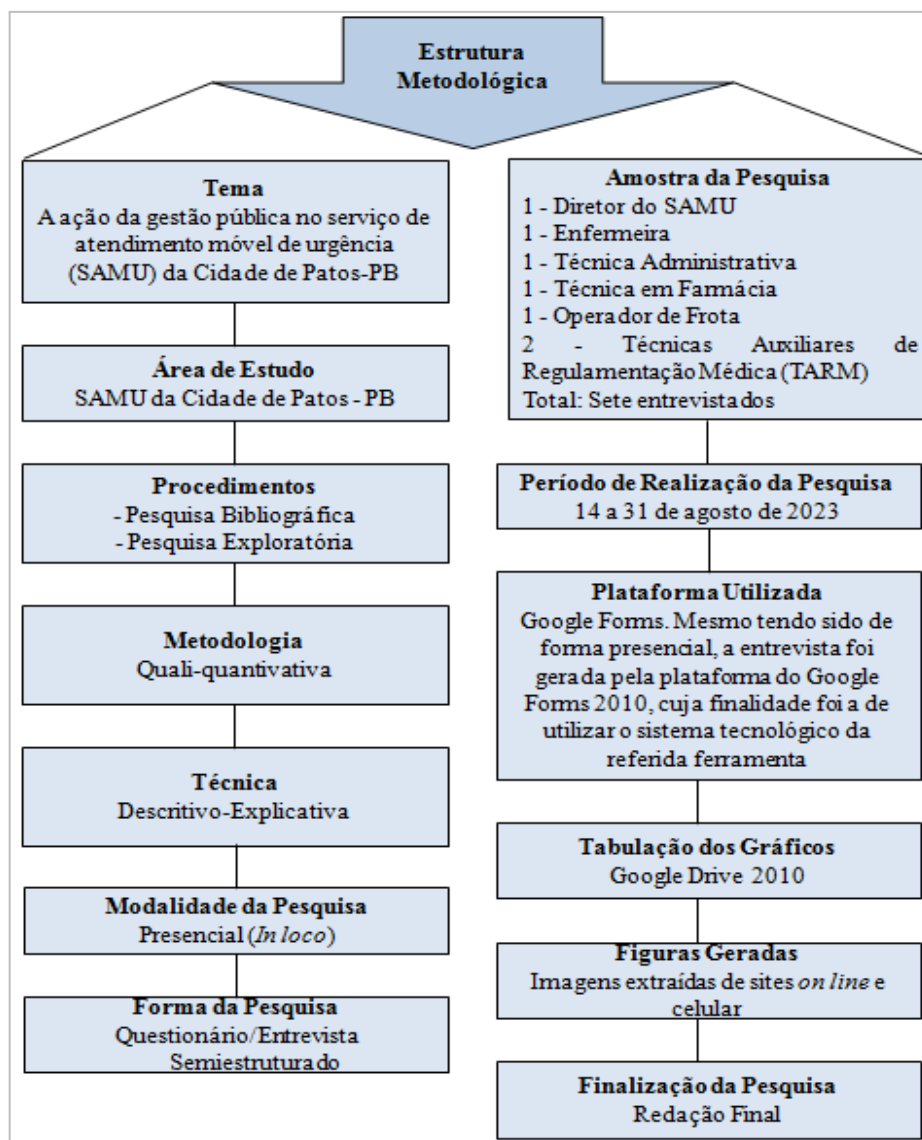 Estrutura
Metodológica
Tema
A ação da gestão pública no serviço de
atendimento móvel de urgência
(SAMU) da Cidade de Patos-PB
Área de Estudo
SAMU da Cidade de Patos - PB
Procedimentos
- Pesquisa Bibliográfica
- Pesquisa Exploratória
Metodologia
Quali-quantivativa
Técnica
Descritivo-Explicativa
Modalidade da Pesquisa
Presencial (In loco)
Forma da Pesquisa
Questionário/Entrevista
Semiestruturado
Amostra da Pesquisa
1 - Diretor do SAMU
1 - Enfermeira
1 - Técnica Administrativa
1 - Técnica em Farmácia
1 - Operador de Frota
2 - Técnicas Auxiliares de
Regulamentação Médica (TARM)
Total: Sete entrevistados
Período de Realização da Pesquisa
14 a 31 de agosto de 2023
Plataforma Utilizada
Google Forms. Mesmo tendo sido de
forma presencial, a entrevista foi
gerada pela plataforma do Google
Forms 2010, cuja finalidade foi a de
utilizar o sistema tecnológico da
referida ferramenta
Tabulação dos Gráficos
Google Drive 2010
Figuras Geradas
Imagens extraídas de sites on line e
celular
Finalização da Pesquisa
Redação Final